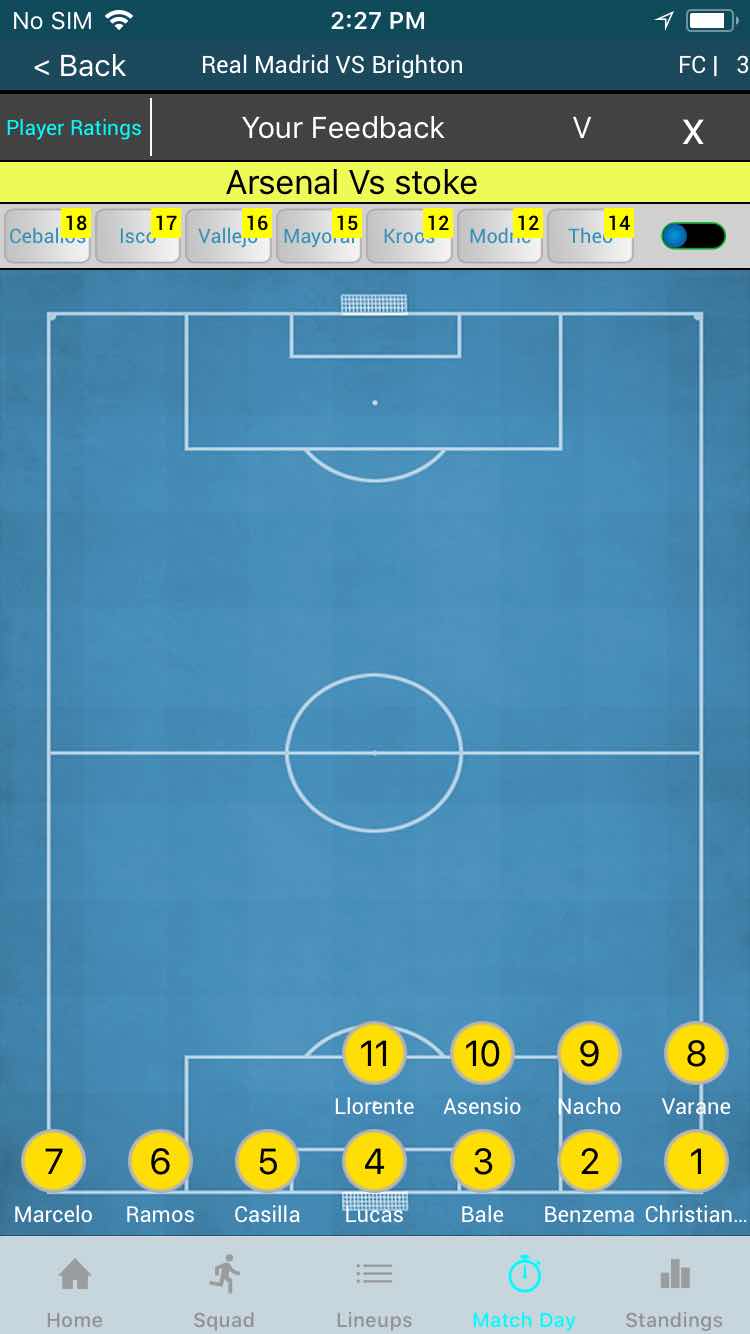 No SIM 2:27 PM
< Back Real Madrid VS Brighton FC | 3
Player Ratings Your Feedback V X
Arsenal Vs stoke
Ceballos 18 Isco 17 Vallejo 16 Mayoral 15 Kroos 12 Modric 12 Theo 14
11 10 9 8
Llorente Asensio Nacho Varane
7 6 5 4 3 2 1
Marcelo Ramos Casilla Lucas Bale Benzema Christian...
Home Squad Lineups Match Day Standings